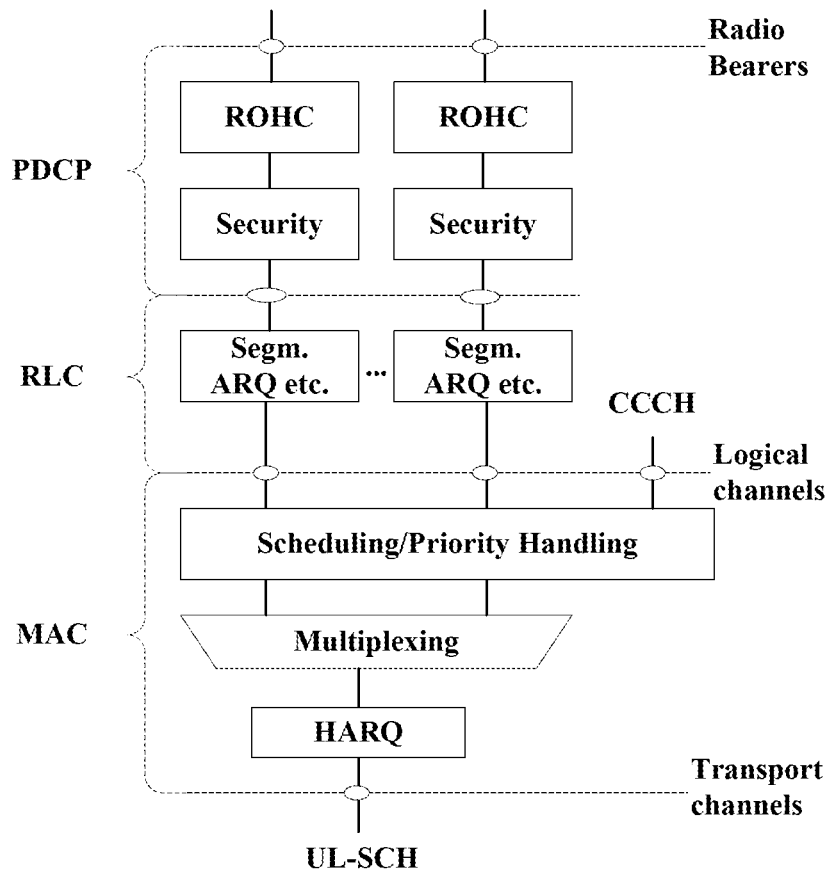 Radio
Bearers
ROHC
ROHC
PDCP
Security
Security
Segm.
ARQ etc.
...
Segm.
ARQ etc.
RLC
CCCH
Logical
channels
Scheduling/Priority Handling
MAC
Multiplexing
HARQ
Transport
channels
UL-SCH